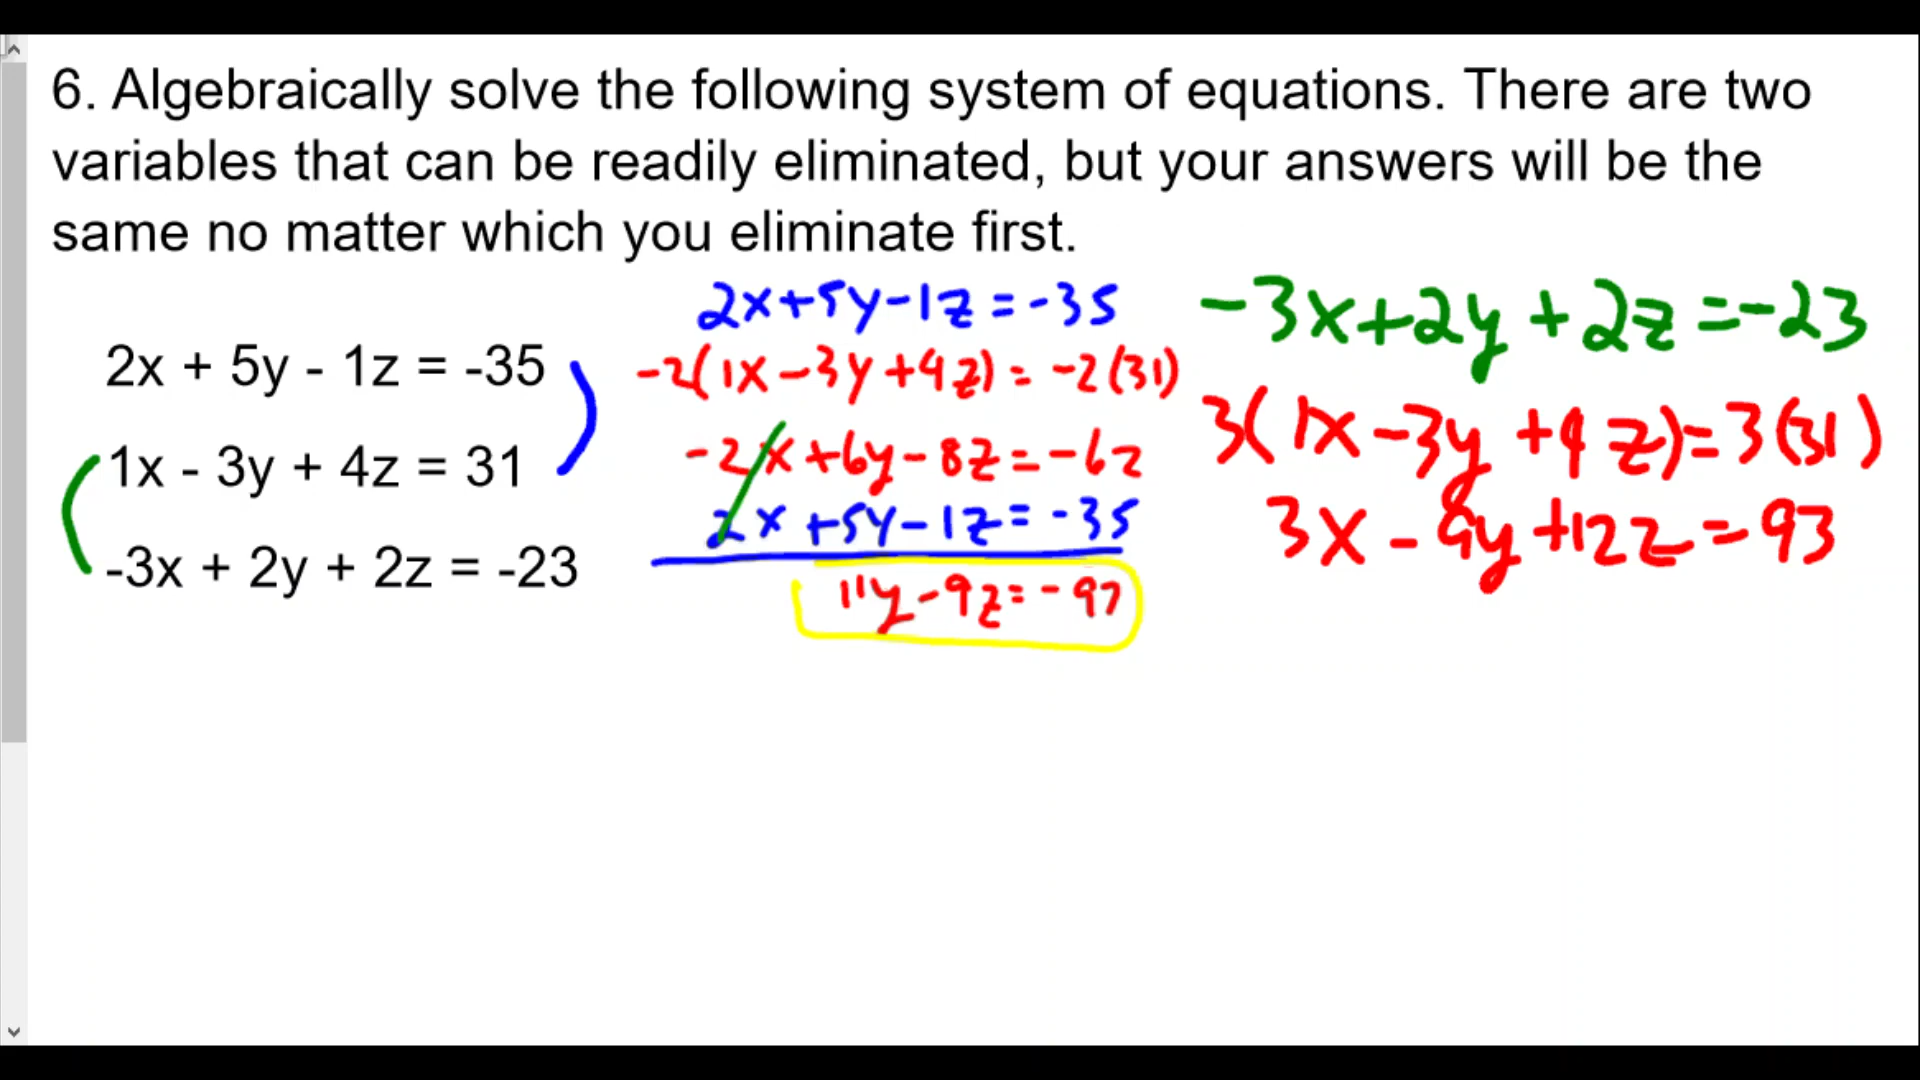 6. Algebraically solve the following system of equations. There are two
variables that can be readily eliminated, but your answers will be the
same no matter which you eliminate first.
2x + 5y - 1z = -35
1x - 3y + 4z = 31
-3x + 2y + 2z = -23
2x+5y-1z=-35
-2(1x-3y+4z)=-2(31)
-2x+6y-8z=-62
2x+5y-1z=-35
11y-9z=-97
-3x+2y+2z=-23
3(1x-3y+4z)=3(31)
3x-9y+12z=93